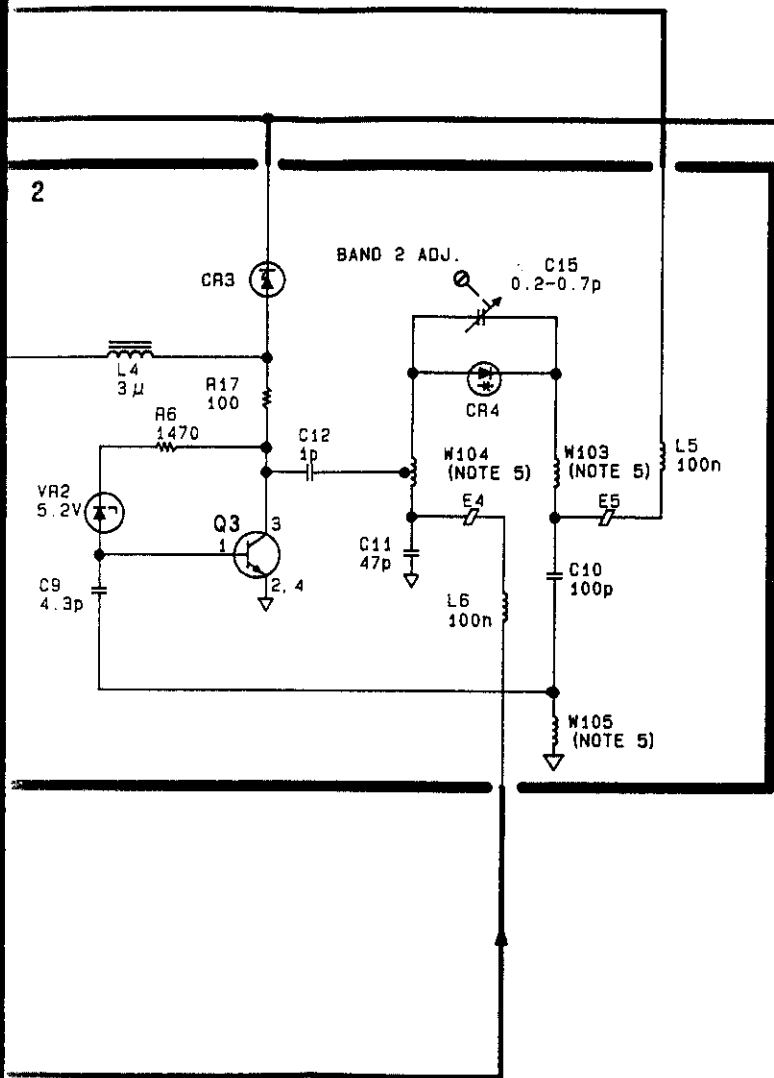 2
BAND 2 ADJ.
C15
0.2-0.7p
CR3
CR4
L4
3µ
R17
100
R6
1470
C12
1p
W104
(NOTE 5)
W103
(NOTE 5)
L5
100n
VR2
5.2V
E4
E5
Q3
3
1
2,4
C11
47p
C10
100p
C9
4.3p
L6
100n
W105
(NOTE 5)